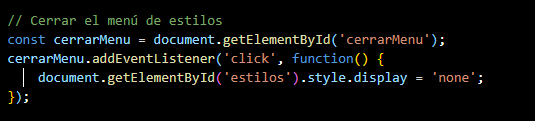 // Cerrar el menú de estilos
const cerrarMenu = document.getElementById('cerrarMenu');
cerrarMenu.addEventListener('click', function() {
    document.getElementById('estilos').style.display = 'none';
});